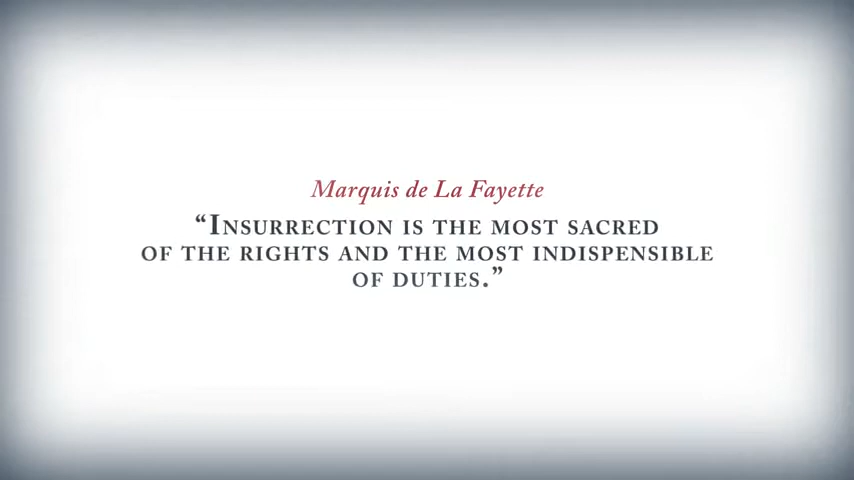 Marquis de La Fayette
“Insurrection is the most sacred
of the rights and the most indispensible
of duties.”